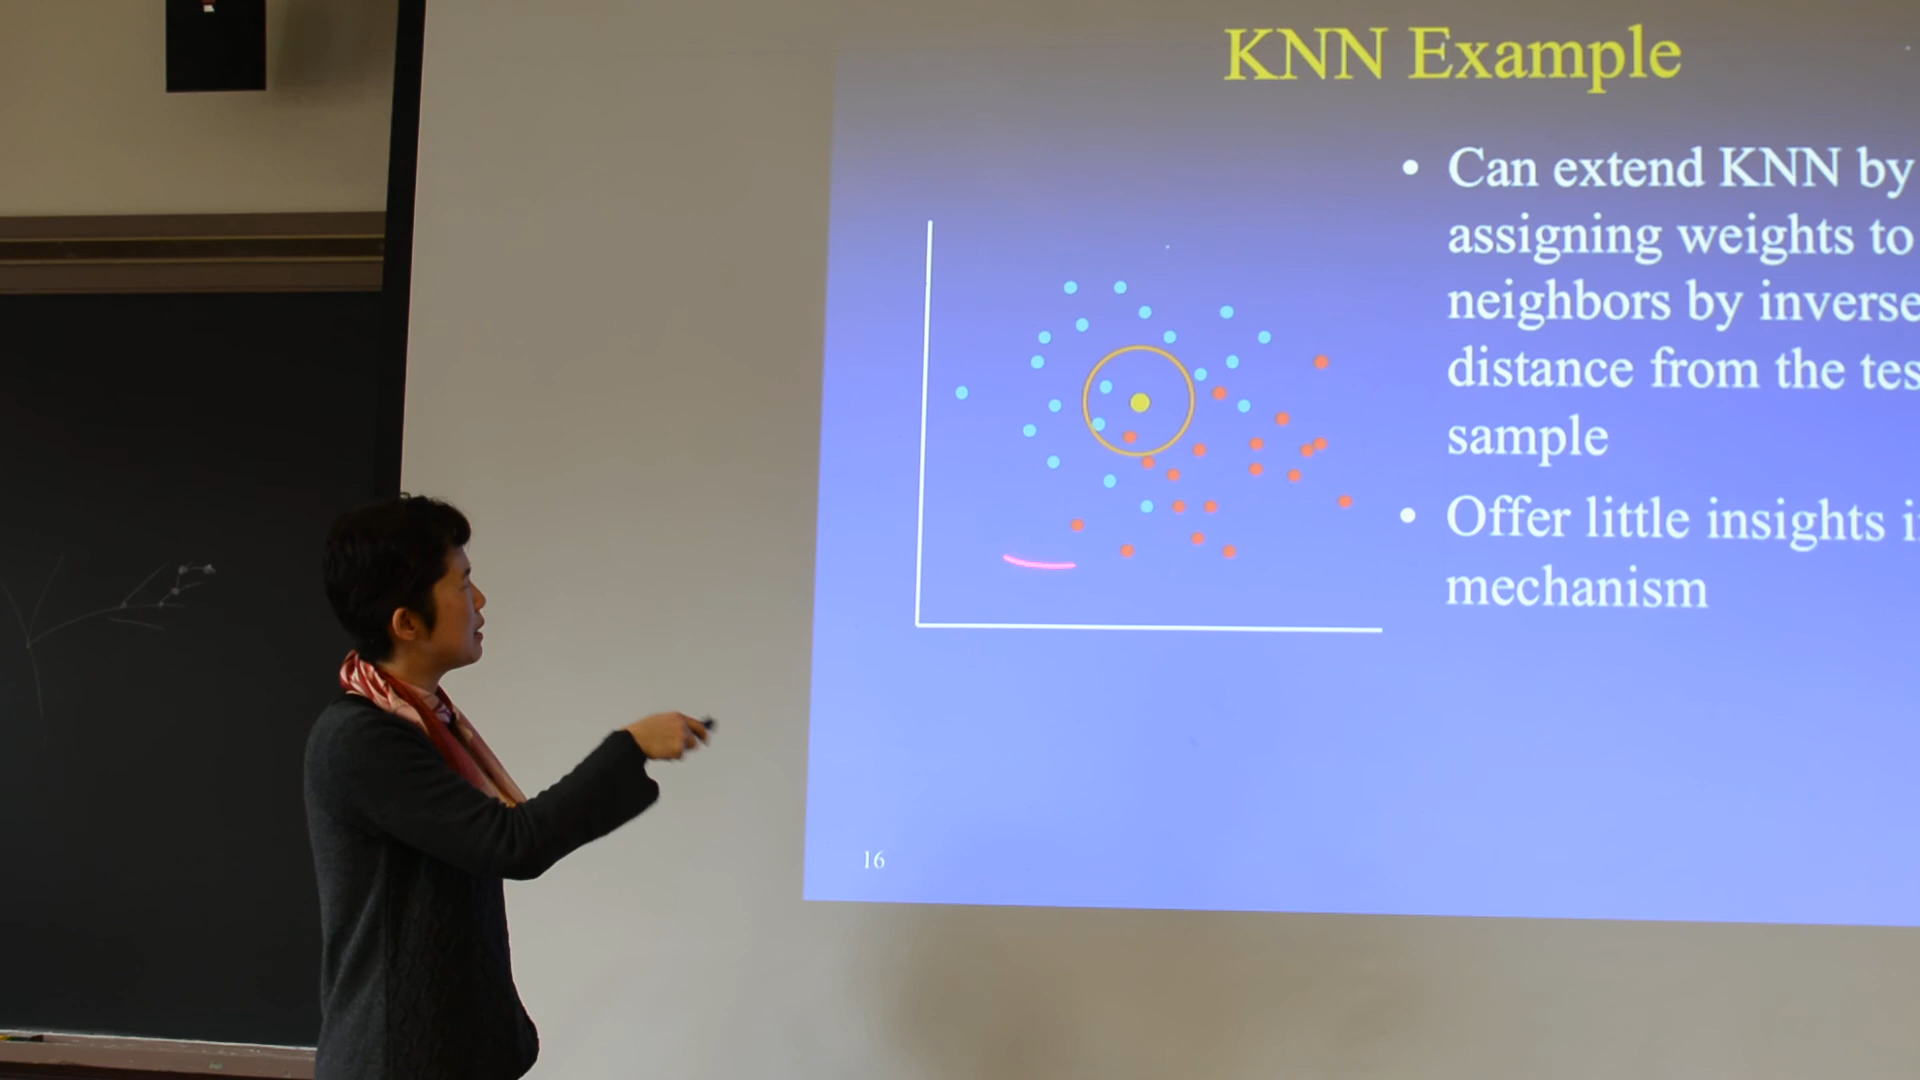 KNN Example
• Can extend KNN by
assigning weights to
neighbors by inverse
distance from the tes
sample
• Offer little insights i
mechanism
16